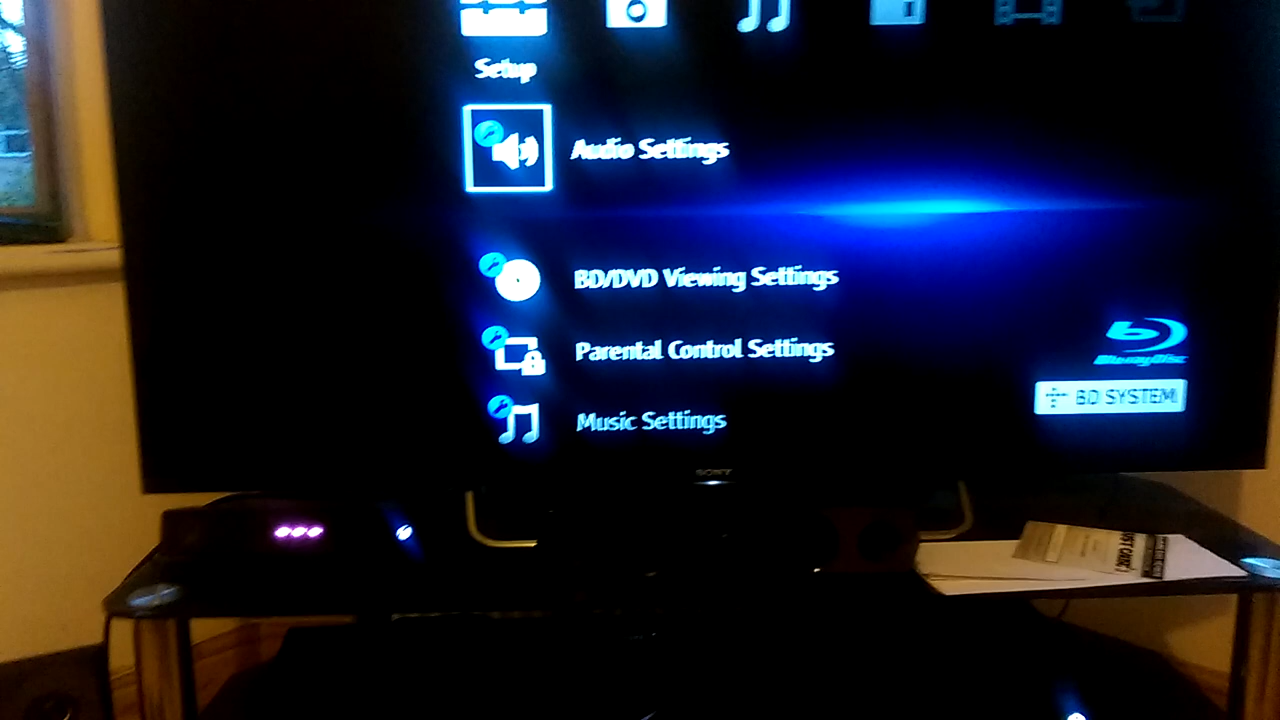 Setup
Audio Settings
BD/DVD Viewing Settings
Parental Control Settings
Music Settings
Blu-ray Disc
BD SYSTEM
SONY